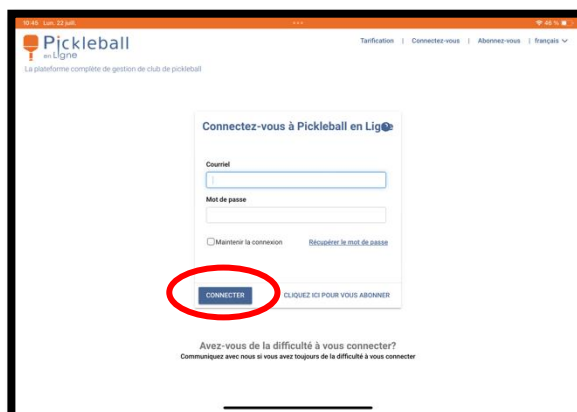 10:45 Lun. 22 juil.
48 %
Pickleball
en Ligne
Tarification | Connectez-vous | Abonnez-vous | français
La plateforme complète de gestion de club de pickleball
Connectez-vous à Pickleball en Ligne
Courriel
Mot de passe
Maintenir la connexion
Récupérer le mot de passe
CONNECTER
CLIQUEZ ICI POUR VOUS ABONNER
Avez-vous de la difficulté à vous connecter?
Communiquez avec nous si vous avez toujours de la difficulté à vous connecter